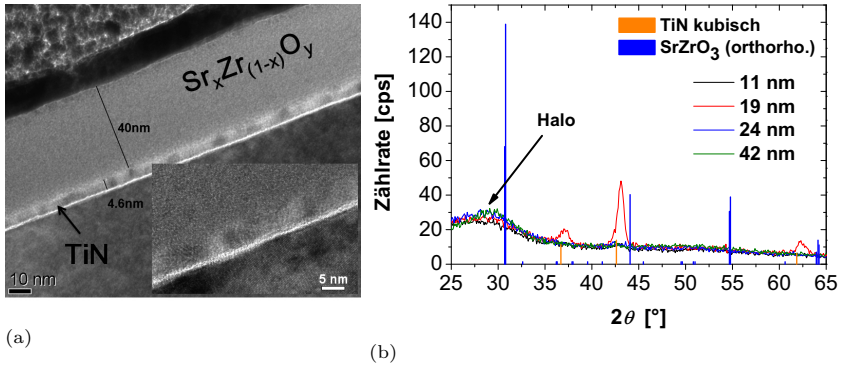 Sr_xZr_(1-x)O_y
40nm
4.6nm
TiN
10 nm
5 nm
(a)
140
120
100
80
60
40
20
0
Zählrate [cps]
TiN kubisch
SrZrO₃ (orthorho.)
Halo
11 nm
19 nm
24 nm
42 nm
25 30 35 40 45 50 55 60 65
2θ [°]
(b)